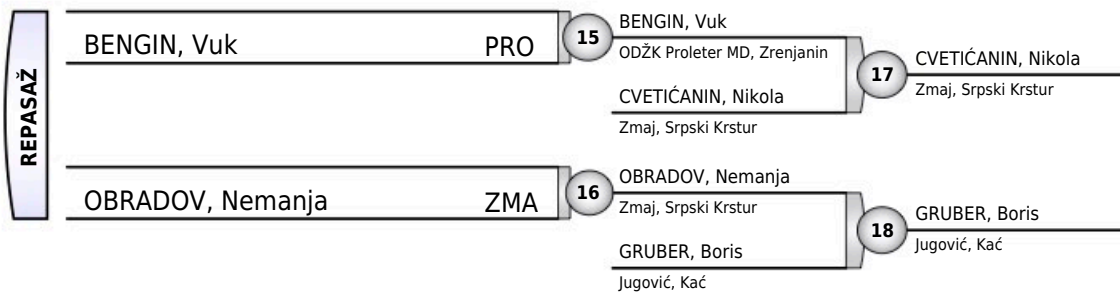 REPASAŽ
BENGIN, Vuk PRO
15
BENGIN, Vuk
ODŽK Proleter MD, Zrenjanin
CVETIĆANIN, Nikola
Zmaj, Srpski Krstur
17
CVETIĆANIN, Nikola
Zmaj, Srpski Krstur
OBRADOV, Nemanja ZMA
16
OBRADOV, Nemanja
Zmaj, Srpski Krstur
GRUBER, Boris
Jugović, Kać
18
GRUBER, Boris
Jugović, Kać